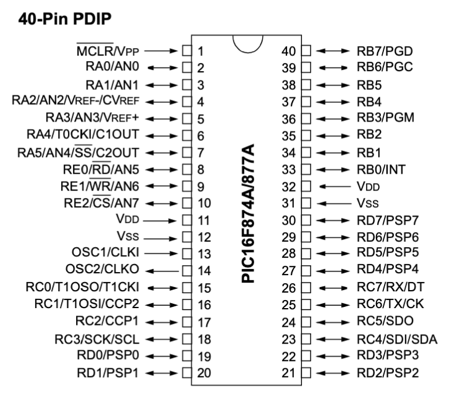 40-Pin PDIP
MCLR/VPP 1 40 RB7/PGD
RA0/AN0 2 39 RB6/PGC
RA1/AN1 3 38 RB5
RA2/AN2/VREF-/CVREF 4 37 RB4
RA3/AN3/VREF+ 5 36 RB3/PGM
RA4/T0CKI/C1OUT 6 35 RB2
RA5/AN4/SS/C2OUT 7 34 RB1
RE0/RD/AN5 8 33 RB0/INT
RE1/WR/AN6 9 32 VDD
RE2/CS/AN7 10 31 VSS
VDD 11 30 RD7/PSP7
VSS 12 29 RD6/PSP6
OSC1/CLKI 13 28 RD5/PSP5
OSC2/CLKO 14 27 RD4/PSP4
RC0/T1OSO/T1CKI 15 26 RC7/RX/DT
RC1/T1OSI/CCP2 16 25 RC6/TX/CK
RC2/CCP1 17 24 RC5/SDO
RC3/SCK/SCL 18 23 RC4/SDI/SDA
RD0/PSP0 19 22 RD3/PSP3
RD1/PSP1 20 21 RD2/PSP2
PIC16F874A/877A